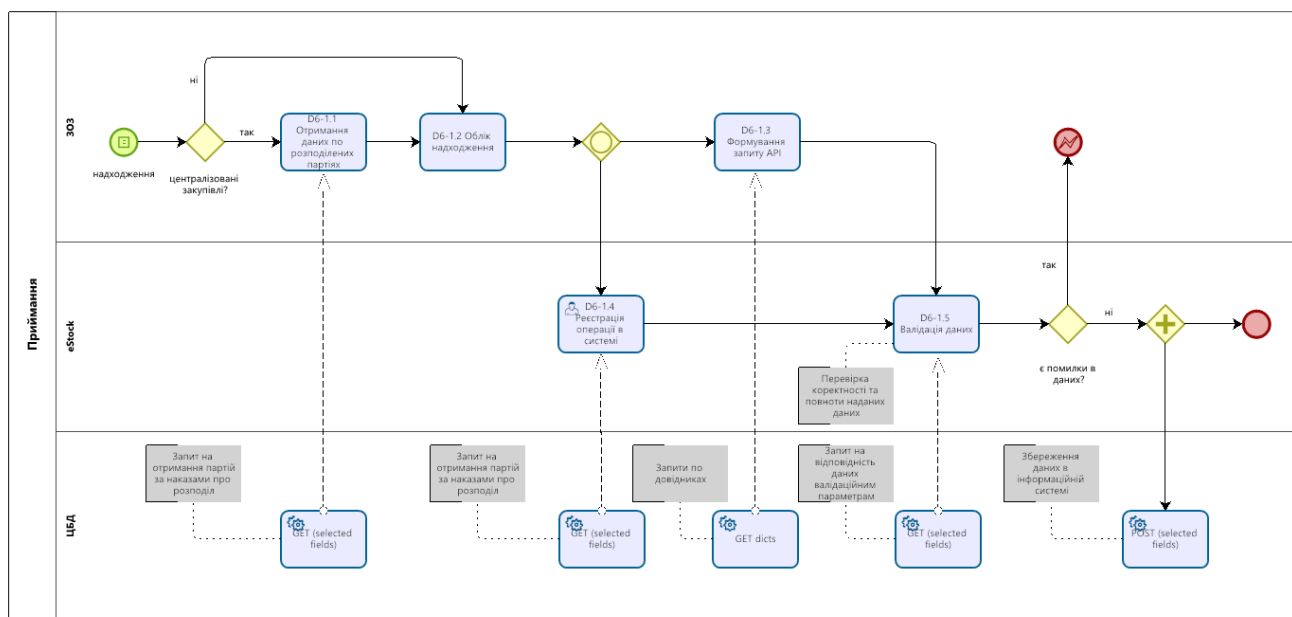 Приймання
ЗОЗ
ні
так
надходження
централізовані
закупівлі?
D6-1.1
Отримання
даних по
розподілених
партіях
D6-1.2 Облік
надходження
D6-1.3
Формування
запиту API
eStock
D6-1.4
Реєстрація
операції в
системі
D6-1.5
Валідація даних
Перевірка
коректності та
повноти наданих
даних
так
ні
є помилки в
даних?
ЦБД
Запит на
отримання партій
за наказами про
розподіл
GET (selected
fields)
Запит на
отримання партій
за наказами про
розподіл
GET (selected
fields)
Запити по
довідниках
GET dicts
Запит на
відповідність
даних
валідаційним
параметрам
GET (selected
fields)
Збереження
даних в
інформаційній
системі
POST (selected
fields)